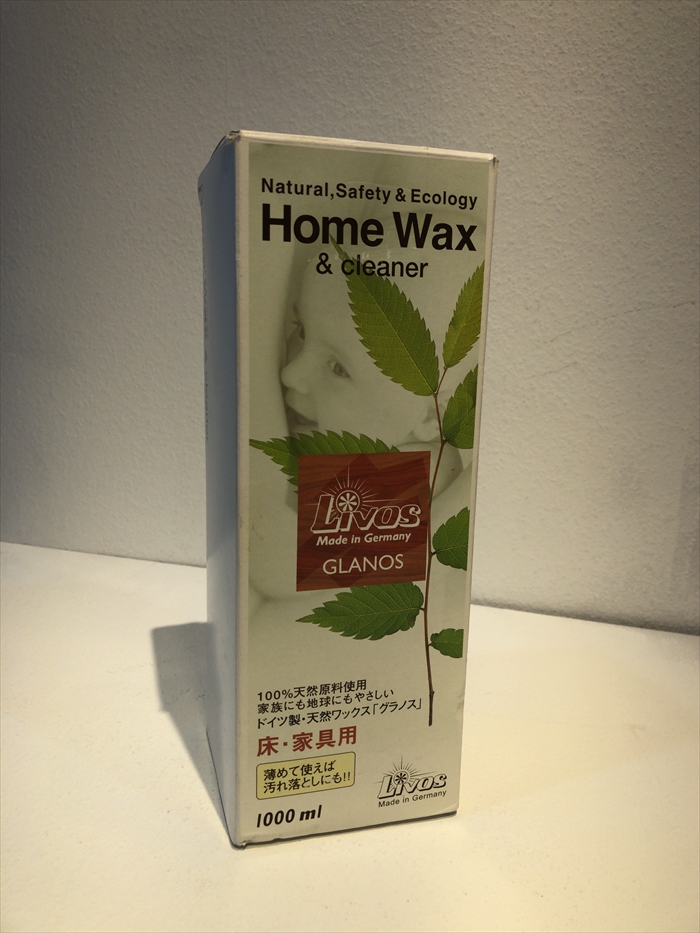 Natural,Safety & Ecology
Home Wax
& cleaner
Livos
Made in Germany
GLANOS
100%天然原料使用
家族にも地球にもやさしい
ドイツ製・天然ワックス「グラノス」
床・家具用
薄めて使えば
汚れ落としにも!!
Livos
Made in Germany
1000 ml